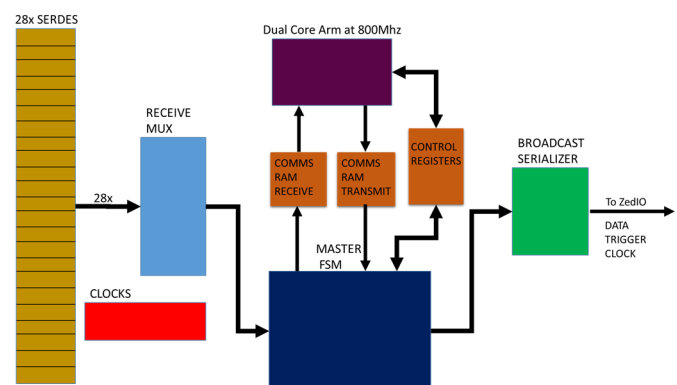 28x SERDES
Dual Core Arm at 800Mhz
RECEIVE
MUX
28x
CLOCKS
COMMS
RAM
RECEIVE
COMMS
RAM
TRANSMIT
CONTROL
REGISTERS
MASTER
FSM
BROADCAST
SERIALIZER
To ZedIO
DATA
TRIGGER
CLOCK